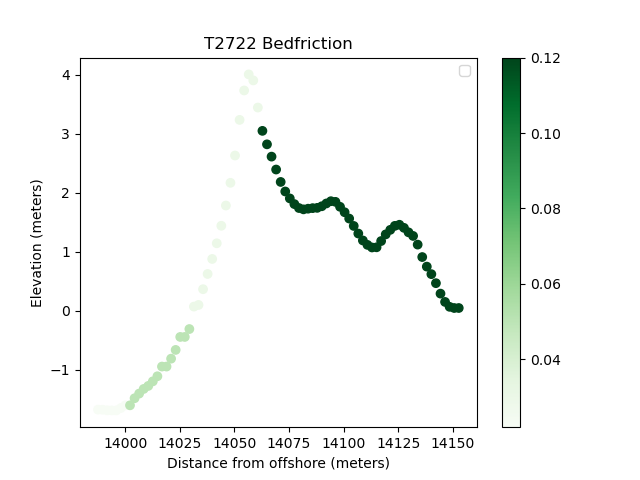 T2722 Bedfriction
4
3
2
1
0
−1
Elevation (meters)
14000 14025 14050 14075 14100 14125 14150
Distance from offshore (meters)
0.12
0.10
0.08
0.06
0.04